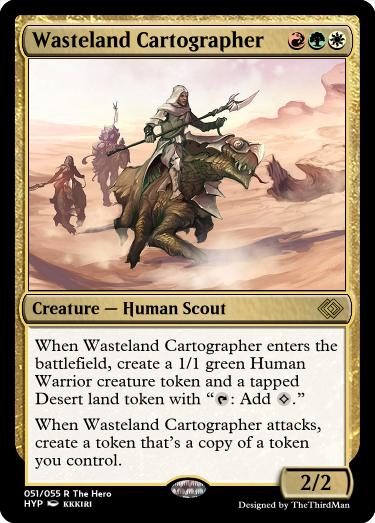 Wasteland Cartographer
Creature — Human Scout
When Wasteland Cartographer enters the
battlefield, create a 1/1 green Human
Warrior creature token and a tapped
Desert land token with “: Add .”
When Wasteland Cartographer attacks,
create a token that’s a copy of a token
you control.
2/2
051/055 R The Hero
HYP KKKIRI
Designed by TheThirdMan